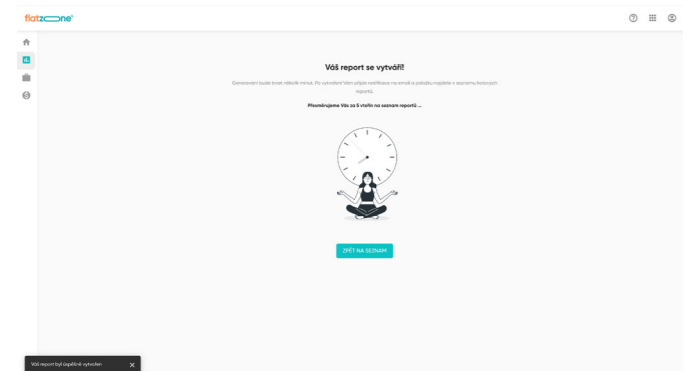 flatzone®
Váš report se vytváří!
Generování bude trvat několik minut. Po vytvoření Vám přijde notifikace na email a položku najdete v seznamu hotových
reportů.
Přesměrujeme Vás za 5 vteřin na seznam reportů ...
ZPĚT NA SEZNAM
Váš report byl úspěšně vytvořen